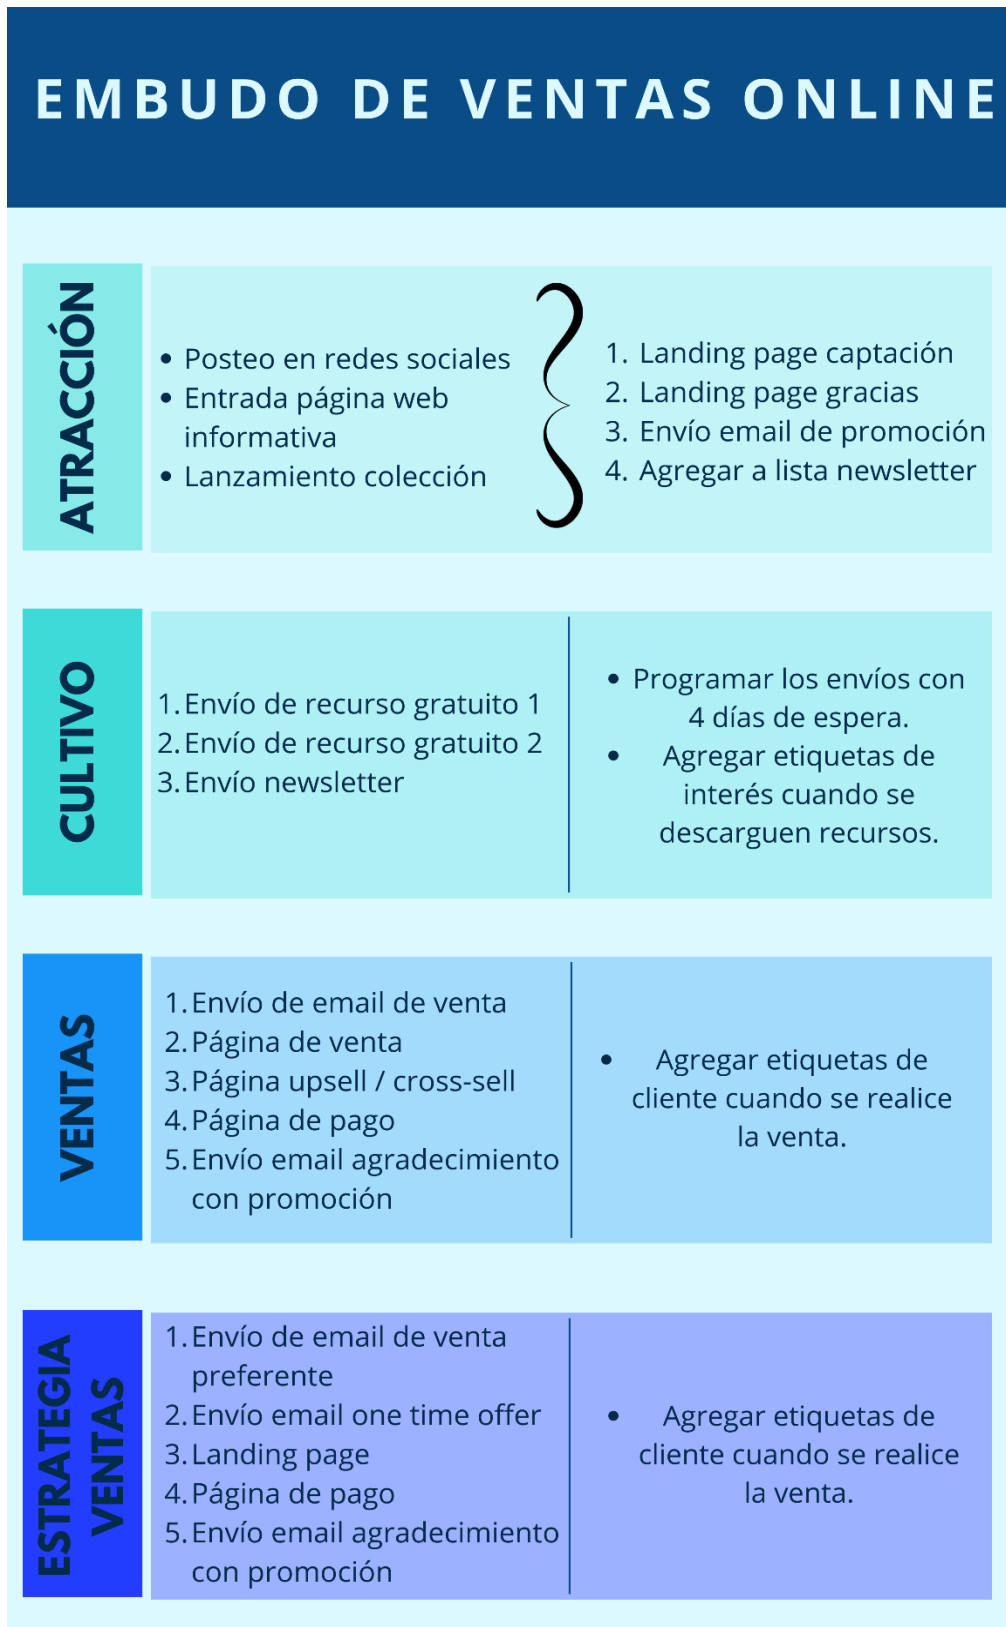 EMBUDO DE VENTAS ONLINE
ATRACCIÓN
• Posteo en redes sociales
• Entrada página web
informativa
• Lanzamiento colección
1. Landing page captación
2. Landing page gracias
3. Envío email de promoción
4. Agregar a lista newsletter
CULTIVO
1. Envío de recurso gratuito 1
2. Envío de recurso gratuito 2
3. Envío newsletter
• Programar los envíos con
4 días de espera.
• Agregar etiquetas de
interés cuando se
descarguen recursos.
VENTAS
1. Envío de email de venta
2. Página de venta
3. Página upsell / cross-sell
4. Página de pago
5. Envío email agradecimiento
con promoción
• Agregar etiquetas de
cliente cuando se realice
la venta.
ESTRATEGIA
VENTAS
1. Envío de email de venta
preferente
2. Envío email one time offer
3. Landing page
4. Página de pago
5. Envío email agradecimiento
con promoción
• Agregar etiquetas de
cliente cuando se realice
la venta.